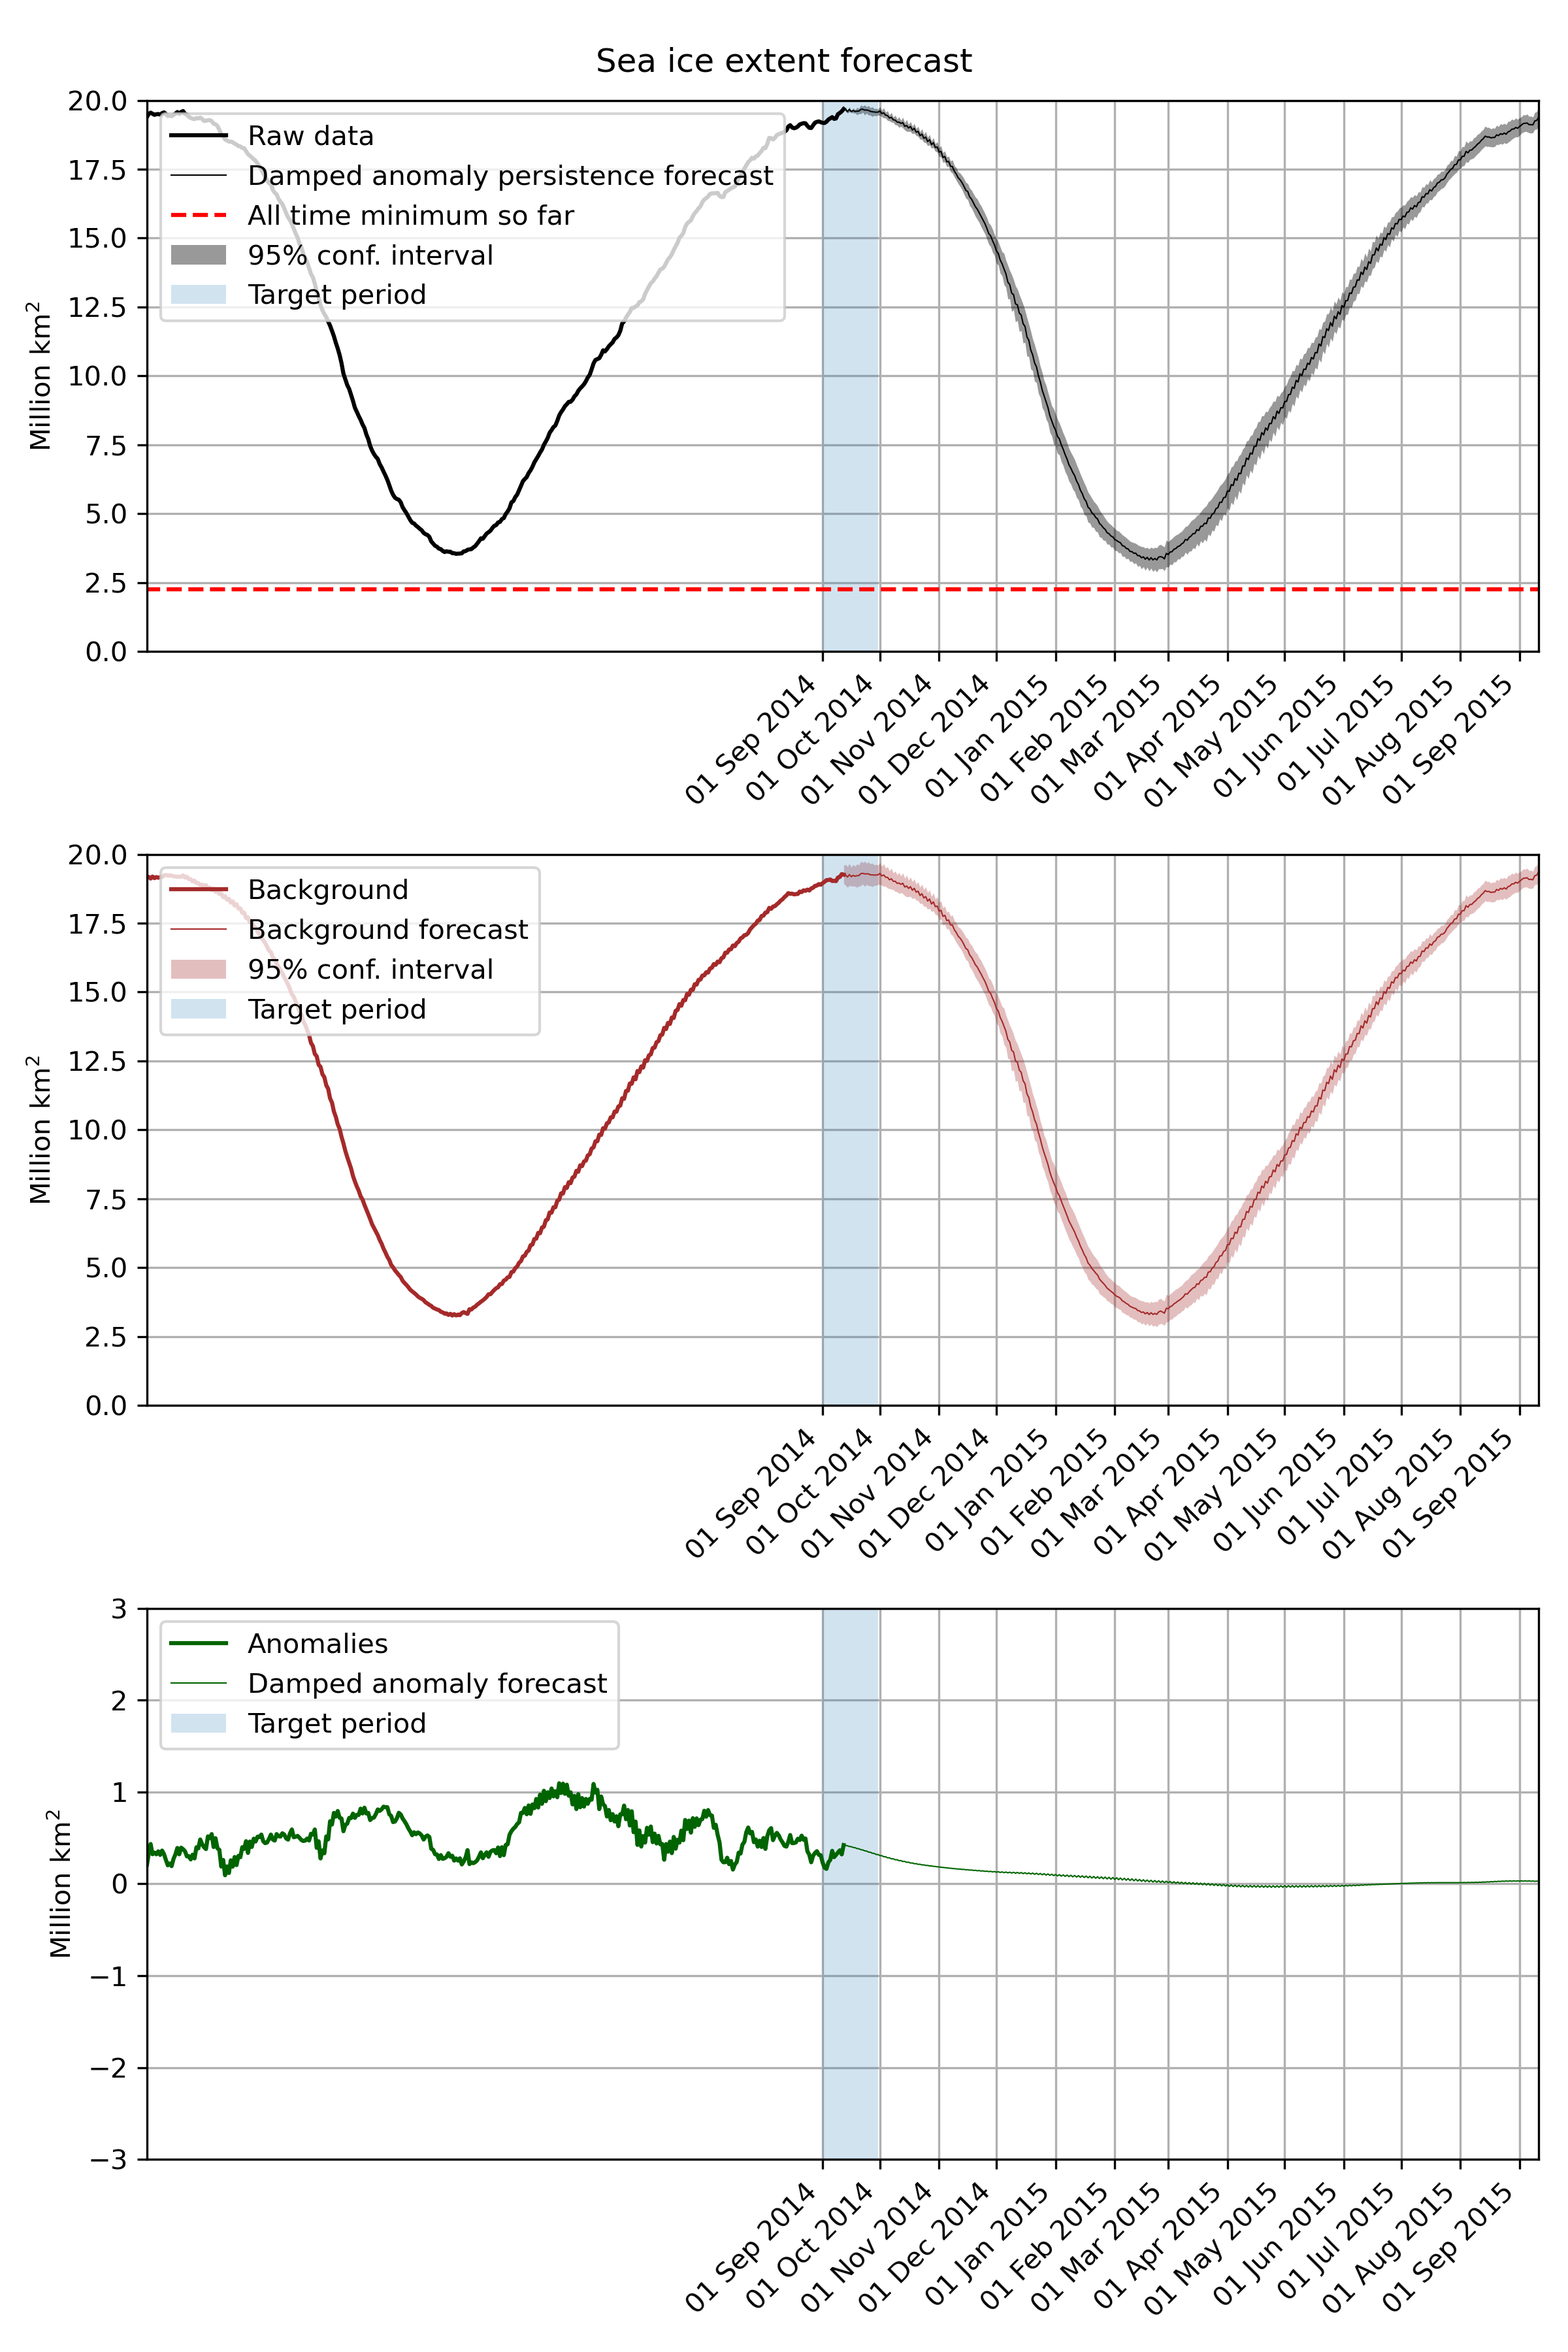 Sea ice extent forecast
20.0
17.5
15.0
12.5
10.0
7.5
5.0
2.5
0.0
Million km²
Raw data
Damped anomaly persistence forecast
All time minimum so far
95% conf. interval
Target period
01 Sep 2014
01 Oct 2014
01 Nov 2014
01 Dec 2014
01 Jan 2015
01 Feb 2015
01 Mar 2015
01 Apr 2015
01 May 2015
01 Jun 2015
01 Jul 2015
01 Aug 2015
01 Sep 2015
20.0
17.5
15.0
12.5
10.0
7.5
5.0
2.5
0.0
Million km²
Background
Background forecast
95% conf. interval
Target period
01 Sep 2014
01 Oct 2014
01 Nov 2014
01 Dec 2014
01 Jan 2015
01 Feb 2015
01 Mar 2015
01 Apr 2015
01 May 2015
01 Jun 2015
01 Jul 2015
01 Aug 2015
01 Sep 2015
3
2
1
0
−1
−2
−3
Million km²
Anomalies
Damped anomaly forecast
Target period
01 Sep 2014
01 Oct 2014
01 Nov 2014
01 Dec 2014
01 Jan 2015
01 Feb 2015
01 Mar 2015
01 Apr 2015
01 May 2015
01 Jun 2015
01 Jul 2015
01 Aug 2015
01 Sep 2015